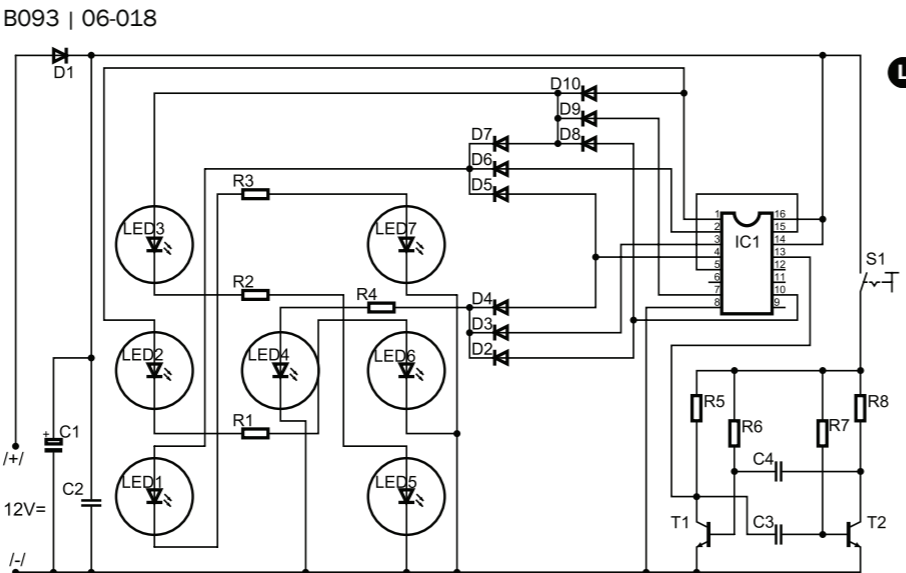 B093 | 06-018
D1
L
D10
D9
D8
D7
D6
D5
R3
LED3
LED7
1 16
2 15
3 IC1 14
4 13
5 12
6 11
7 10
8 9
S1
R2
R4
D4
D3
D2
LED2
LED4
LED6
R1
R5
R6
R7
R8
+
C1
/+/
C4
LED1
LED5
C2
12V=
T1
C3
T2
/-/